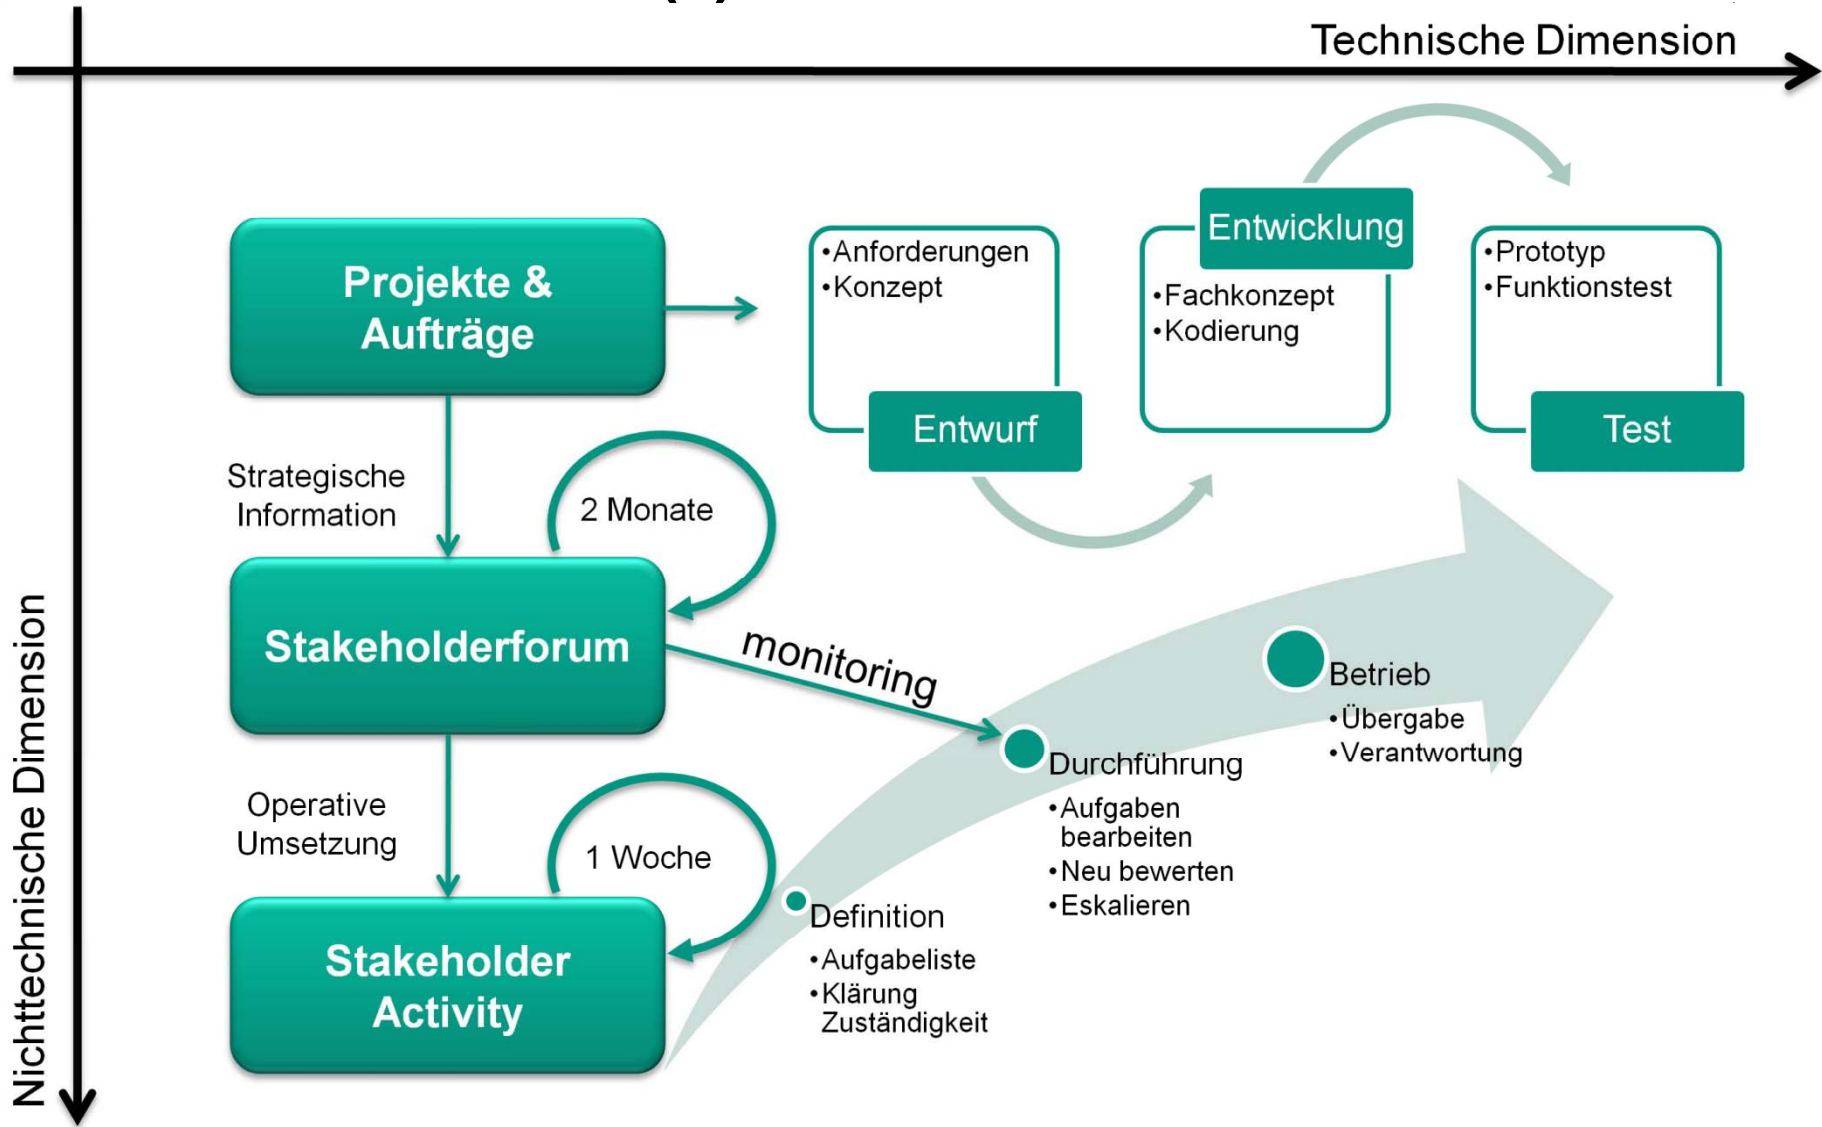 Technische Dimension
Nichttechnische Dimension
Projekte &
Aufträge
•Anforderungen
•Konzept
Entwurf
Entwicklung
•Fachkonzept
•Kodierung
•Prototyp
•Funktionstest
Test
Strategische
Information
2 Monate
Stakeholderforum
monitoring
Operative
Umsetzung
1 Woche
Stakeholder
Activity
Definition
•Aufgabeliste
•Klärung
Zuständigkeit
Durchführung
•Aufgaben
bearbeiten
•Neu bewerten
•Eskalieren
Betrieb
•Übergabe
•Verantwortung